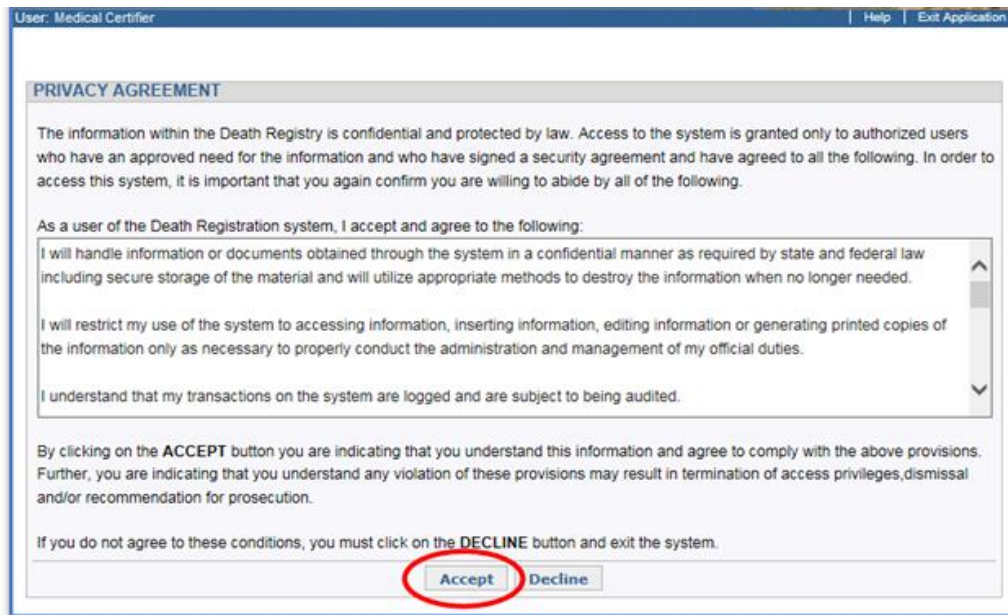 User: Medical Certifier | Help | Exit Application
PRIVACY AGREEMENT
The information within the Death Registry is confidential and protected by law. Access to the system is granted only to authorized users
who have an approved need for the information and who have signed a security agreement and have agreed to all the following. In order to
access this system, it is important that you again confirm you are willing to abide by all of the following.
As a user of the Death Registration system, I accept and agree to the following:
I will handle information or documents obtained through the system in a confidential manner as required by state and federal law
including secure storage of the material and will utilize appropriate methods to destroy the information when no longer needed.
I will restrict my use of the system to accessing information, inserting information, editing information or generating printed copies of
the information only as necessary to properly conduct the administration and management of my official duties.
I understand that my transactions on the system are logged and are subject to being audited.
By clicking on the ACCEPT button you are indicating that you understand this information and agree to comply with the above provisions.
Further, you are indicating that you understand any violation of these provisions may result in termination of access privileges,dismissal
and/or recommendation for prosecution.
If you do not agree to these conditions, you must click on the DECLINE button and exit the system.
Accept Decline